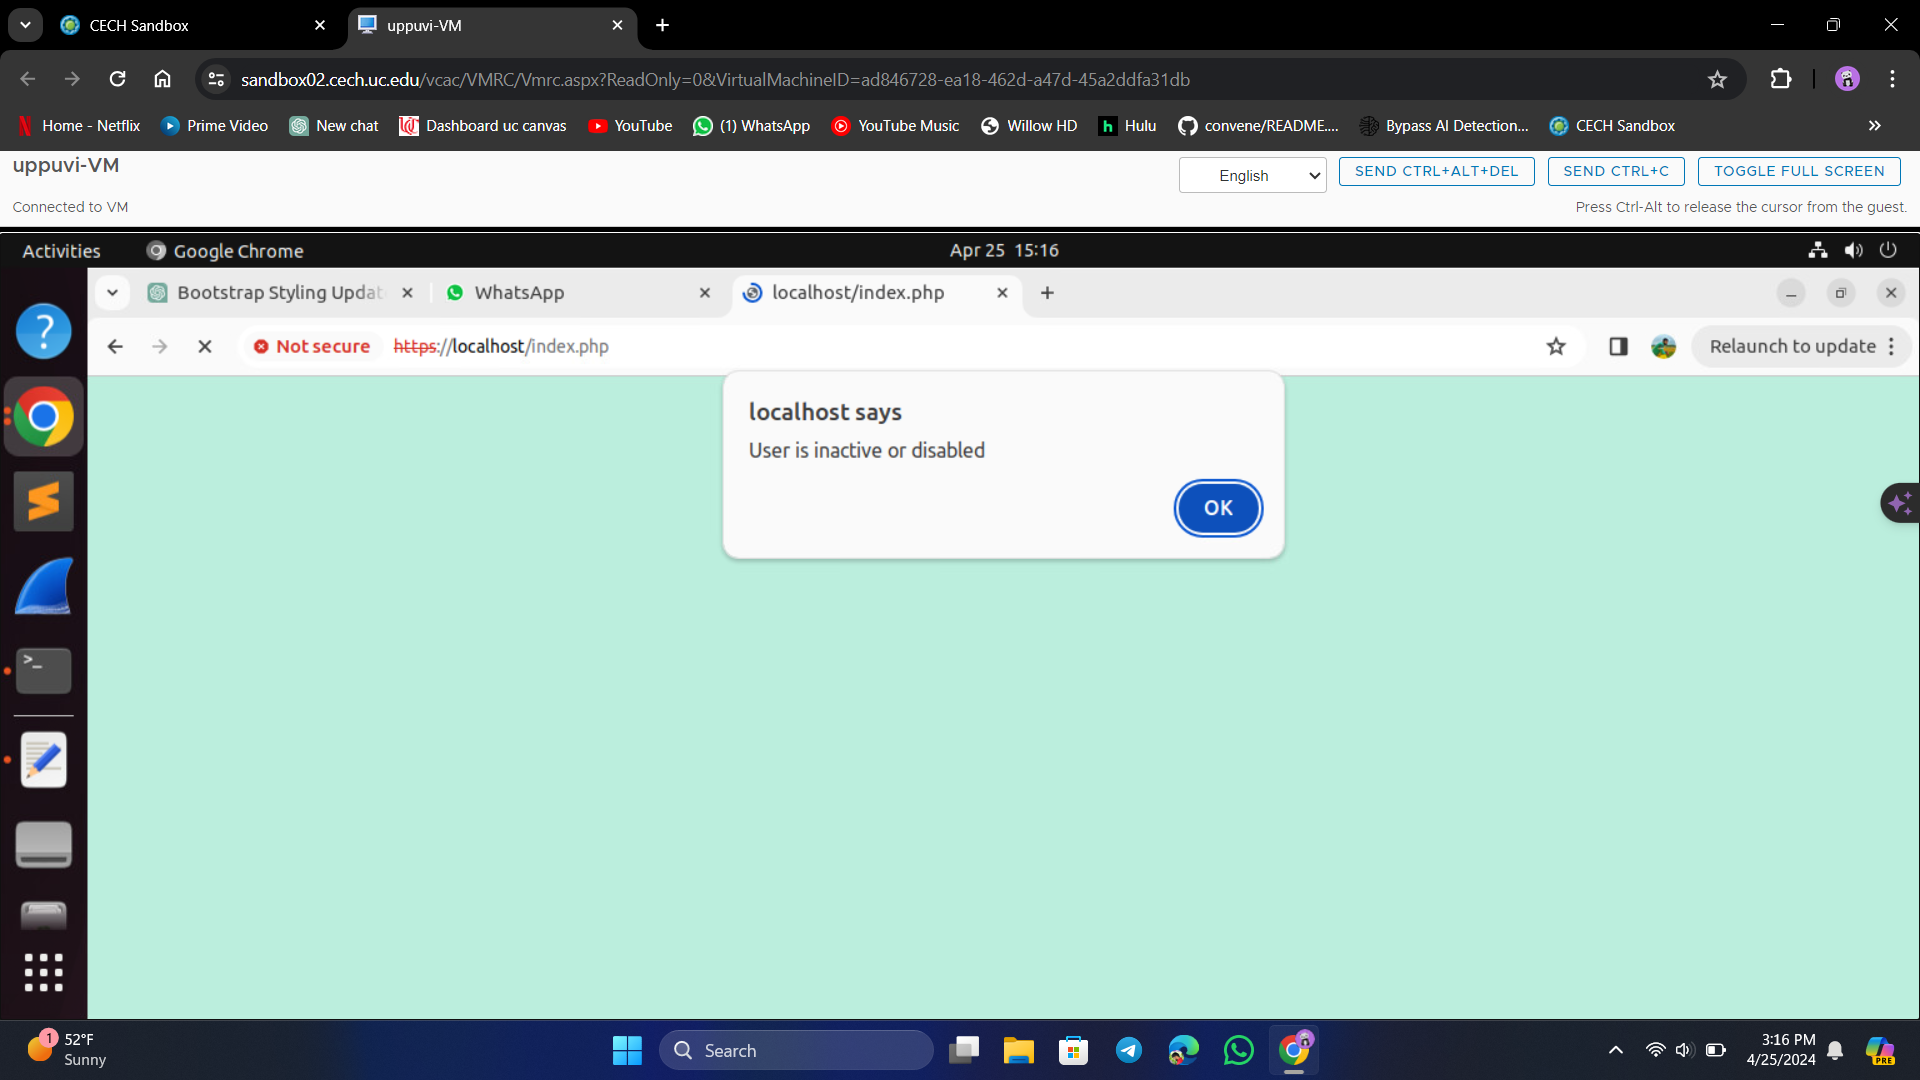 CECH Sandbox
uppuvi-VM
sandbox02.cech.uc.edu/vcac/VMRC/Vmrc.aspx?ReadOnly=0&VirtualMachineID=ad846728-ea18-462d-a47d-45a2ddfa31db
Home - Netflix
Prime Video
New chat
Dashboard uc canvas
YouTube
(1) WhatsApp
YouTube Music
Willow HD
h
Hulu
convene/README....
Bypass AI Detection...
CECH Sandbox
»
uppuvi-VM
English
SEND CTRL+ALT+DEL
SEND CTRL+C
TOGGLE FULL SCREEN
Connected to VM
Press Ctrl-Alt to release the cursor from the guest.
Activities
Google Chrome
Apr 25 15:16
Bootstrap Styling Updat
WhatsApp
localhost/index.php
Not secure
https://localhost/index.php
Relaunch to update
localhost says
User is inactive or disabled
OK
?
>_
1
52°F
Sunny
Search
3:16 PM
4/25/2024
PRE